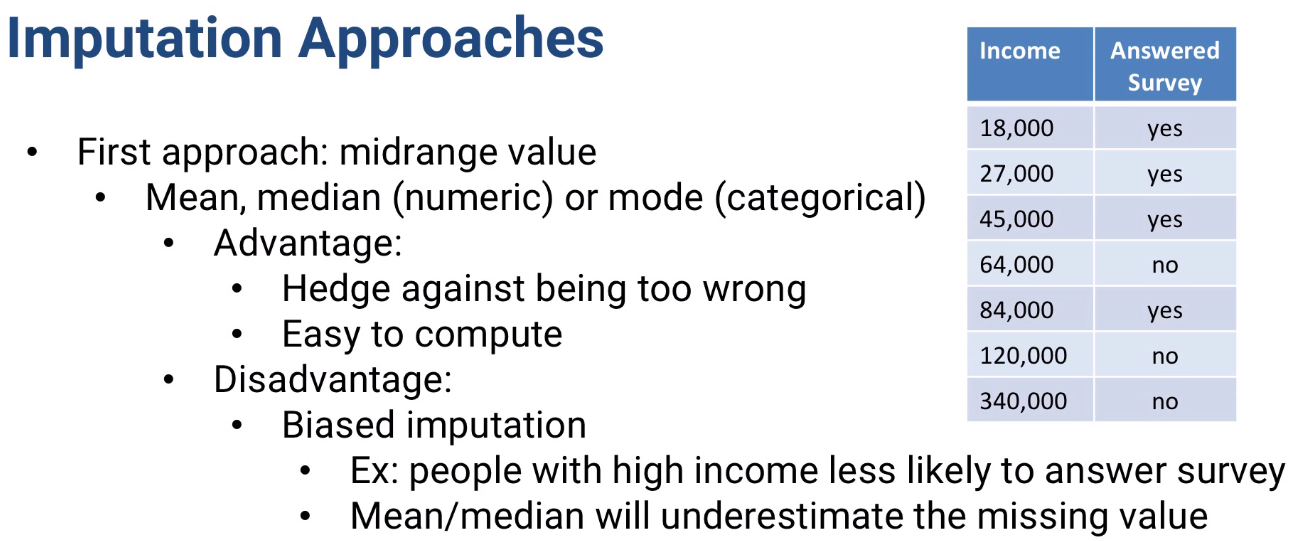 Imputation Approaches
• First approach: midrange value
• Mean, median (numeric) or mode (categorical)
• Advantage:
• Hedge against being too wrong
• Easy to compute
• Disadvantage:
• Biased imputation
• Ex: people with high income less likely to answer survey
• Mean/median will underestimate the missing value
Income Answered
Survey
18,000 yes
27,000 yes
45,000 yes
64,000 no
84,000 yes
120,000 no
340,000 no